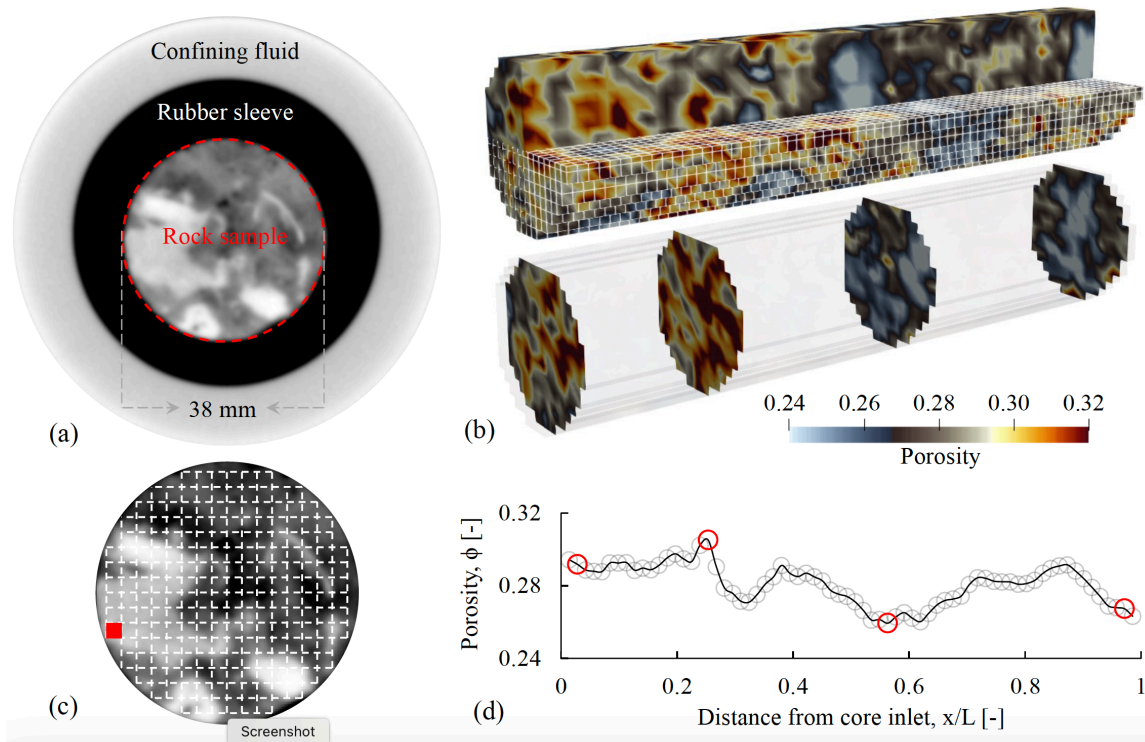 Confining fluid
Rubber sleeve
Rock sample
38 mm
(a)
0.24 0.26 0.28 0.30 0.32
Porosity
(b)
(c)
Screenshot
0.32
0.28
0.24
Porosity, ϕ [-]
0 0.2 0.4 0.6 0.8 1
Distance from core inlet, x/L [-]
(d)